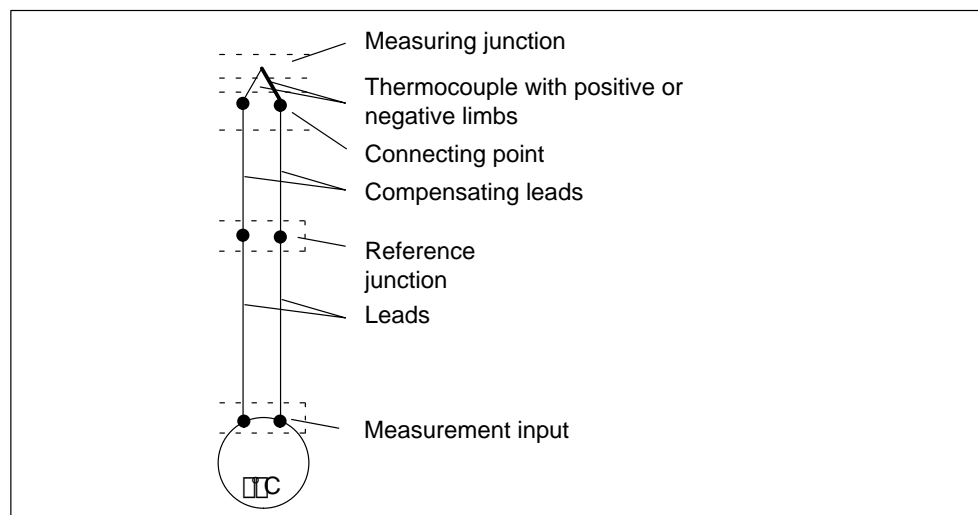 Measuring junction
Thermocouple with positive or
negative limbs
Connecting point
Compensating leads
Reference
junction
Leads
Measurement input
C